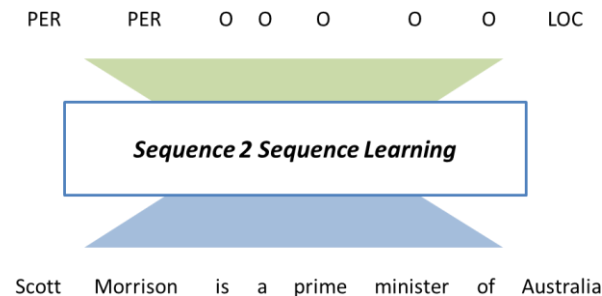 PER PER O O O O O LOC
Sequence 2 Sequence Learning
Scott Morrison is a prime minister of Australia